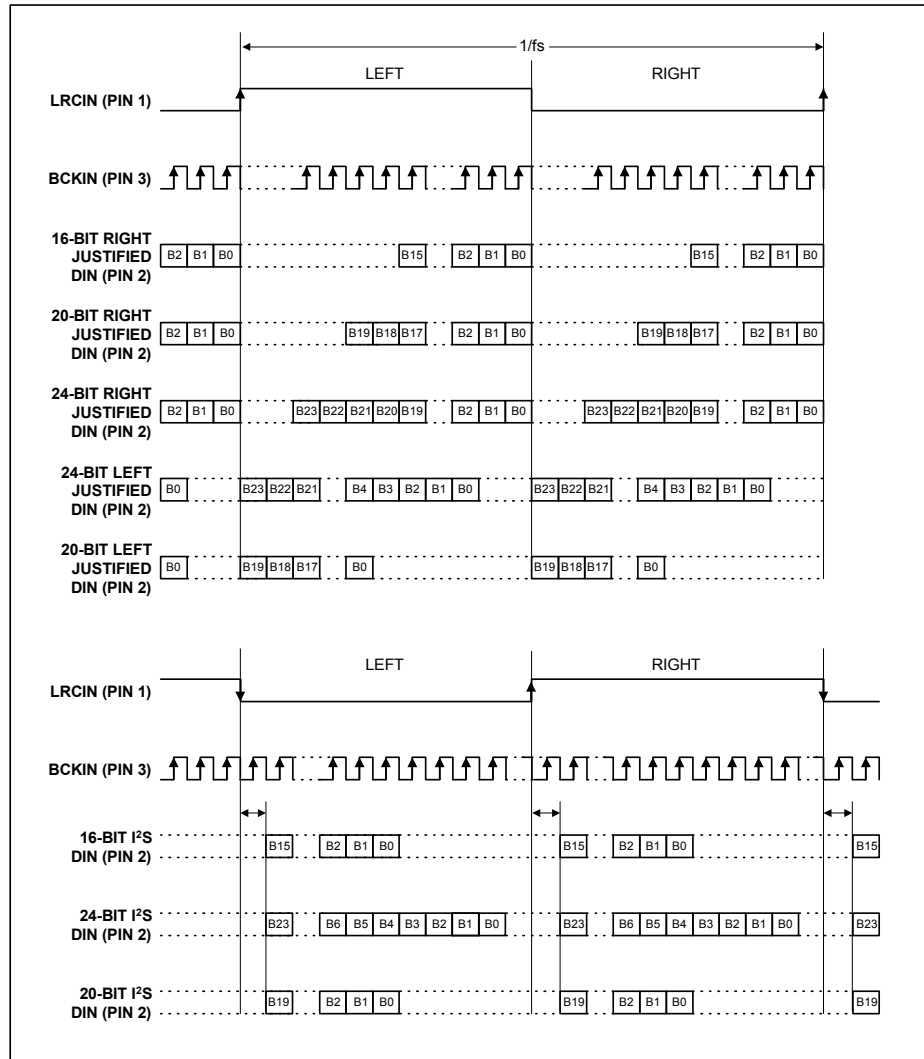 1/fs
LEFT RIGHT
LRCIN (PIN 1)
BCKIN (PIN 3)
16-BIT RIGHT
JUSTIFIED
DIN (PIN 2)
B2 B1 B0 B15 B2 B1 B0 B15 B2 B1 B0
20-BIT RIGHT
JUSTIFIED
DIN (PIN 2)
B2 B1 B0 B19 B18 B17 B2 B1 B0 B19 B18 B17 B2 B1 B0
24-BIT RIGHT
JUSTIFIED
DIN (PIN 2)
B2 B1 B0 B23 B22 B21 B20 B19 B2 B1 B0 B23 B22 B21 B20 B19 B2 B1 B0
24-BIT LEFT
JUSTIFIED
DIN (PIN 2)
B0 B23 B22 B21 B4 B3 B2 B1 B0 B23 B22 B21 B4 B3 B2 B1 B0
20-BIT LEFT
JUSTIFIED
DIN (PIN 2)
B0 B19 B18 B17 B0 B19 B18 B17 B0
LEFT RIGHT
LRCIN (PIN 1)
BCKIN (PIN 3)
16-BIT I²S
DIN (PIN 2)
B15 B2 B1 B0 B15 B2 B1 B0 B15
24-BIT I²S
DIN (PIN 2)
B23 B6 B5 B4 B3 B2 B1 B0 B23 B6 B5 B4 B3 B2 B1 B0 B23
20-BIT I²S
DIN (PIN 2)
B19 B2 B1 B0 B19 B2 B1 B0 B19